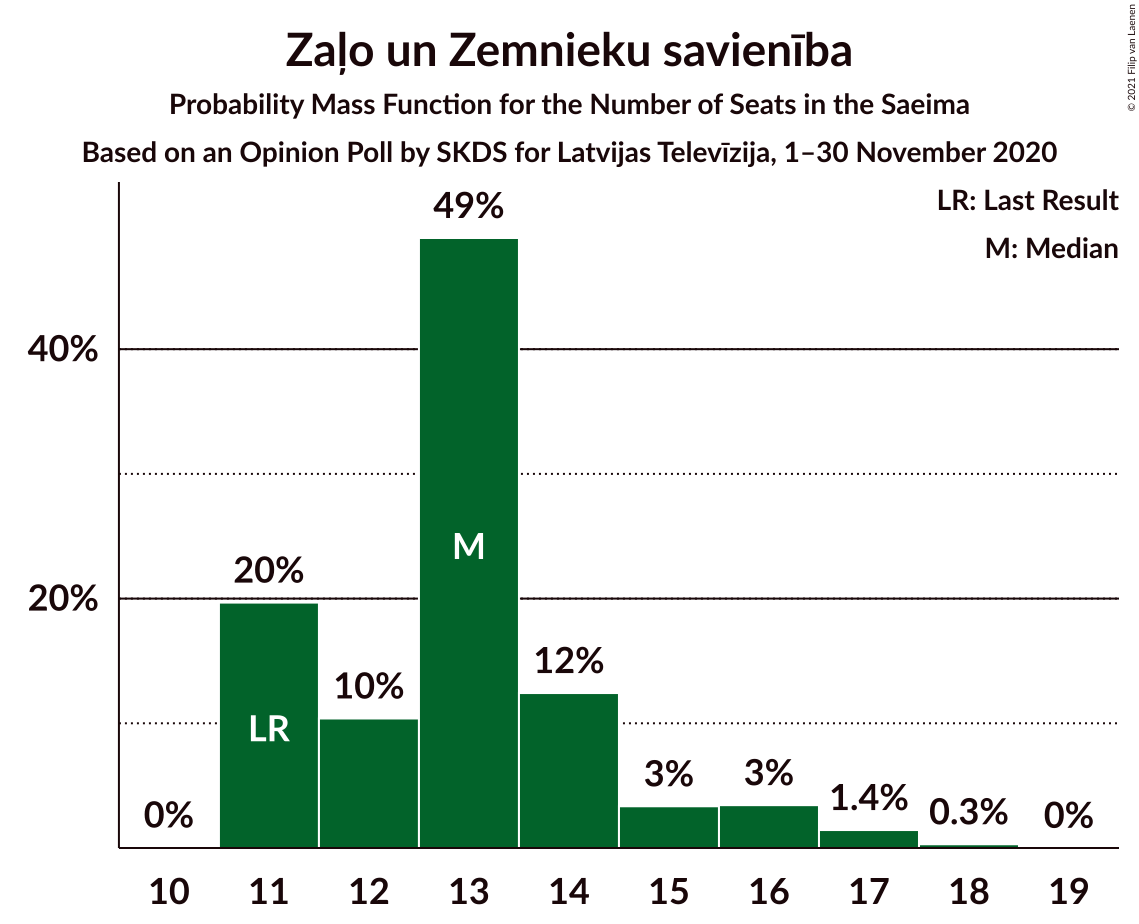 Zaļo un Zemnieku savienība
Probability Mass Function for the Number of Seats in the Saeima
Based on an Opinion Poll by SKDS for Latvijas Televīzija, 1–30 November 2020
© 2021 Filip van Laenen
LR: Last Result
M: Median
49%
40%
M
20%
20%
12%
10%
LR
3%
3%
1.4%
0.3%
0%
0%
10 11 12 13 14 15 16 17 18 19